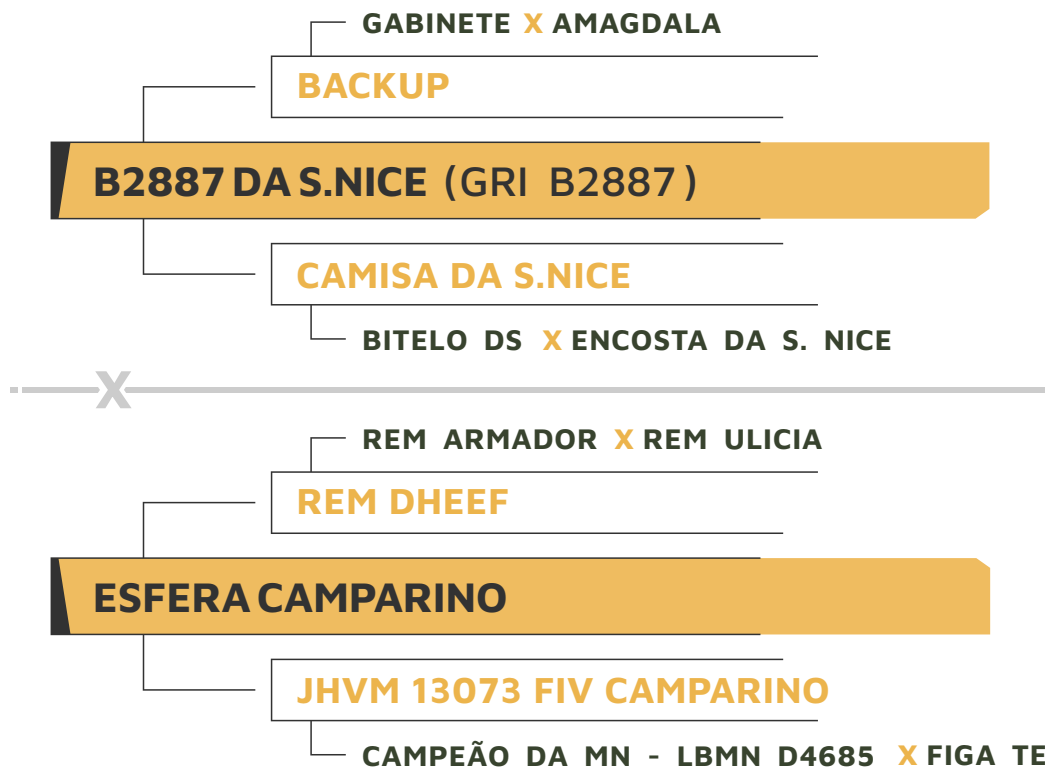 GABINETE X AMAGDALA
BACKUP
B2887 DA S.NICE (GRI B2887 )
CAMISA DA S.NICE
BITELO DS X ENCOSTA DA S. NICE
X
REM ARMADOR X REM ULICIA
REM DHEEF
ESFERA CAMPARINO
JHVM 13073 FIV CAMPARINO
CAMPEÃO DA MN - LBMN D4685 X FIGA TE